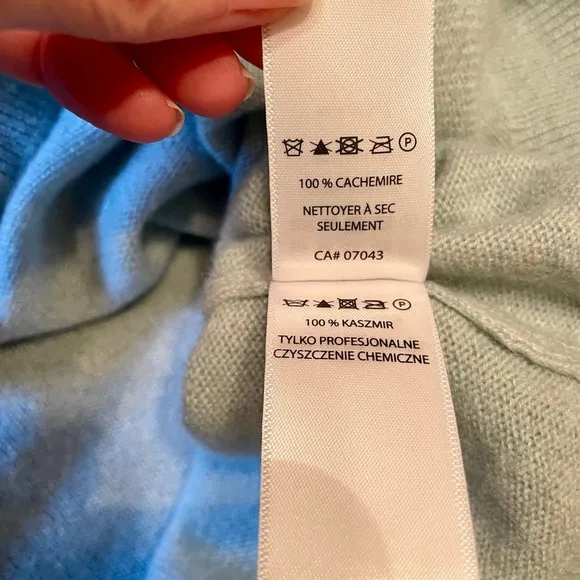 P
100 % CACHEMIRE
NETTOYER À SEC
SEULEMENT
CA# 07043
P
100 % KASZMIR
TYLKO PROFESJONALNE
CZYSZCZENIE CHEMICZNE